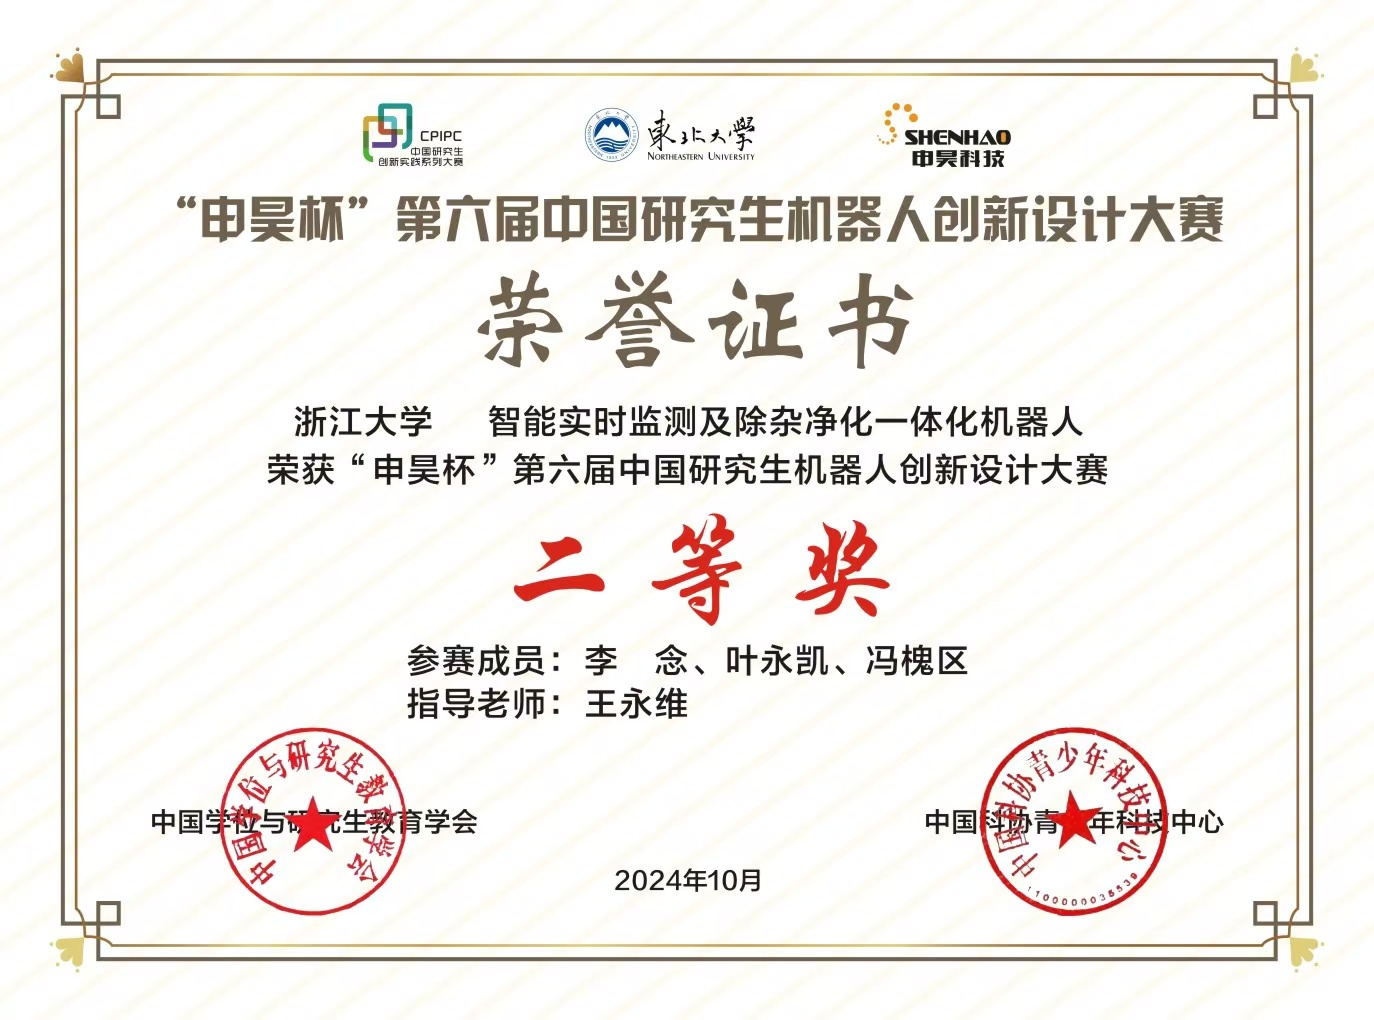 CPIPC
中国研究生
创新实践系列大赛
東北大學
NORTHEASTERN UNIVERSITY
SHENHAO
申昊科技
“申昊杯”第六届中国研究生机器人创新设计大赛
荣誉证书
浙江大学 智能实时监测及除杂净化一体化机器人
荣获“申昊杯”第六届中国研究生机器人创新设计大赛
二等奖
参赛成员：李 念、叶永凯、冯槐区
指导老师：王永维
中国学位与研究生教育学会
中国学位与研究生教育学会
中国科协青少年科技中心
中国科协青少年科技中心
1100000035539
2024年10月